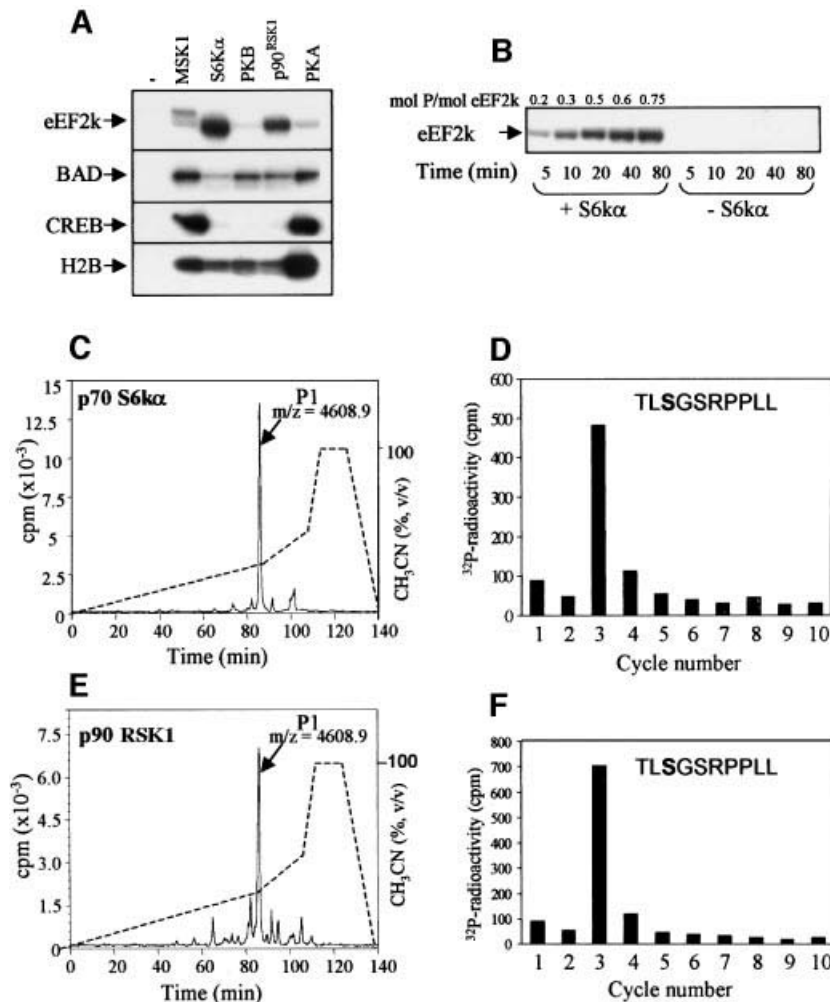 A
-
MSK1
S6Kα
PKB
p90RSK1
PKA
eEF2k
BAD
CREB
H2B
B
mol P/mol eEF2k 0.2 0.3 0.5 0.6 0.75
eEF2k
Time (min) 5 10 20 40 80 5 10 20 40 80
+ S6kα - S6kα
C
p70 S6kα
P1
m/z = 4608.9
15
12.5
10
7.5
5
2.5
0
cpm (x10-3)
100
CH3CN (%, v/v)
0 20 40 60 80 100 120 140
Time (min)
D
TLSGSRPPLL
600
500
400
300
200
100
0
32P-radioactivity (cpm)
1 2 3 4 5 6 7 8 9 10
Cycle number
E
p90 RSK1
P1
m/z = 4608.9
7.5
6.0
4.5
3.0
1.5
0
cpm (x10-3)
100
CH3CN (%, v/v)
0 20 40 60 80 100 120 140
Time (min)
F
TLSGSRPPLL
800
700
600
500
400
300
200
100
0
32P-radioactivity (cpm)
1 2 3 4 5 6 7 8 9 10
Cycle number